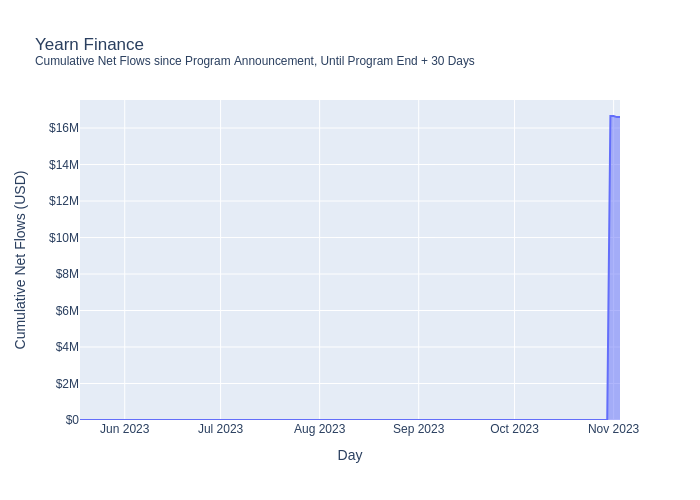 Yearn Finance
Cumulative Net Flows since Program Announcement, Until Program End + 30 Days
Cumulative Net Flows (USD)
$16M
$14M
$12M
$10M
$8M
$6M
$4M
$2M
$0
Jun 2023 Jul 2023 Aug 2023 Sep 2023 Oct 2023 Nov 2023
Day